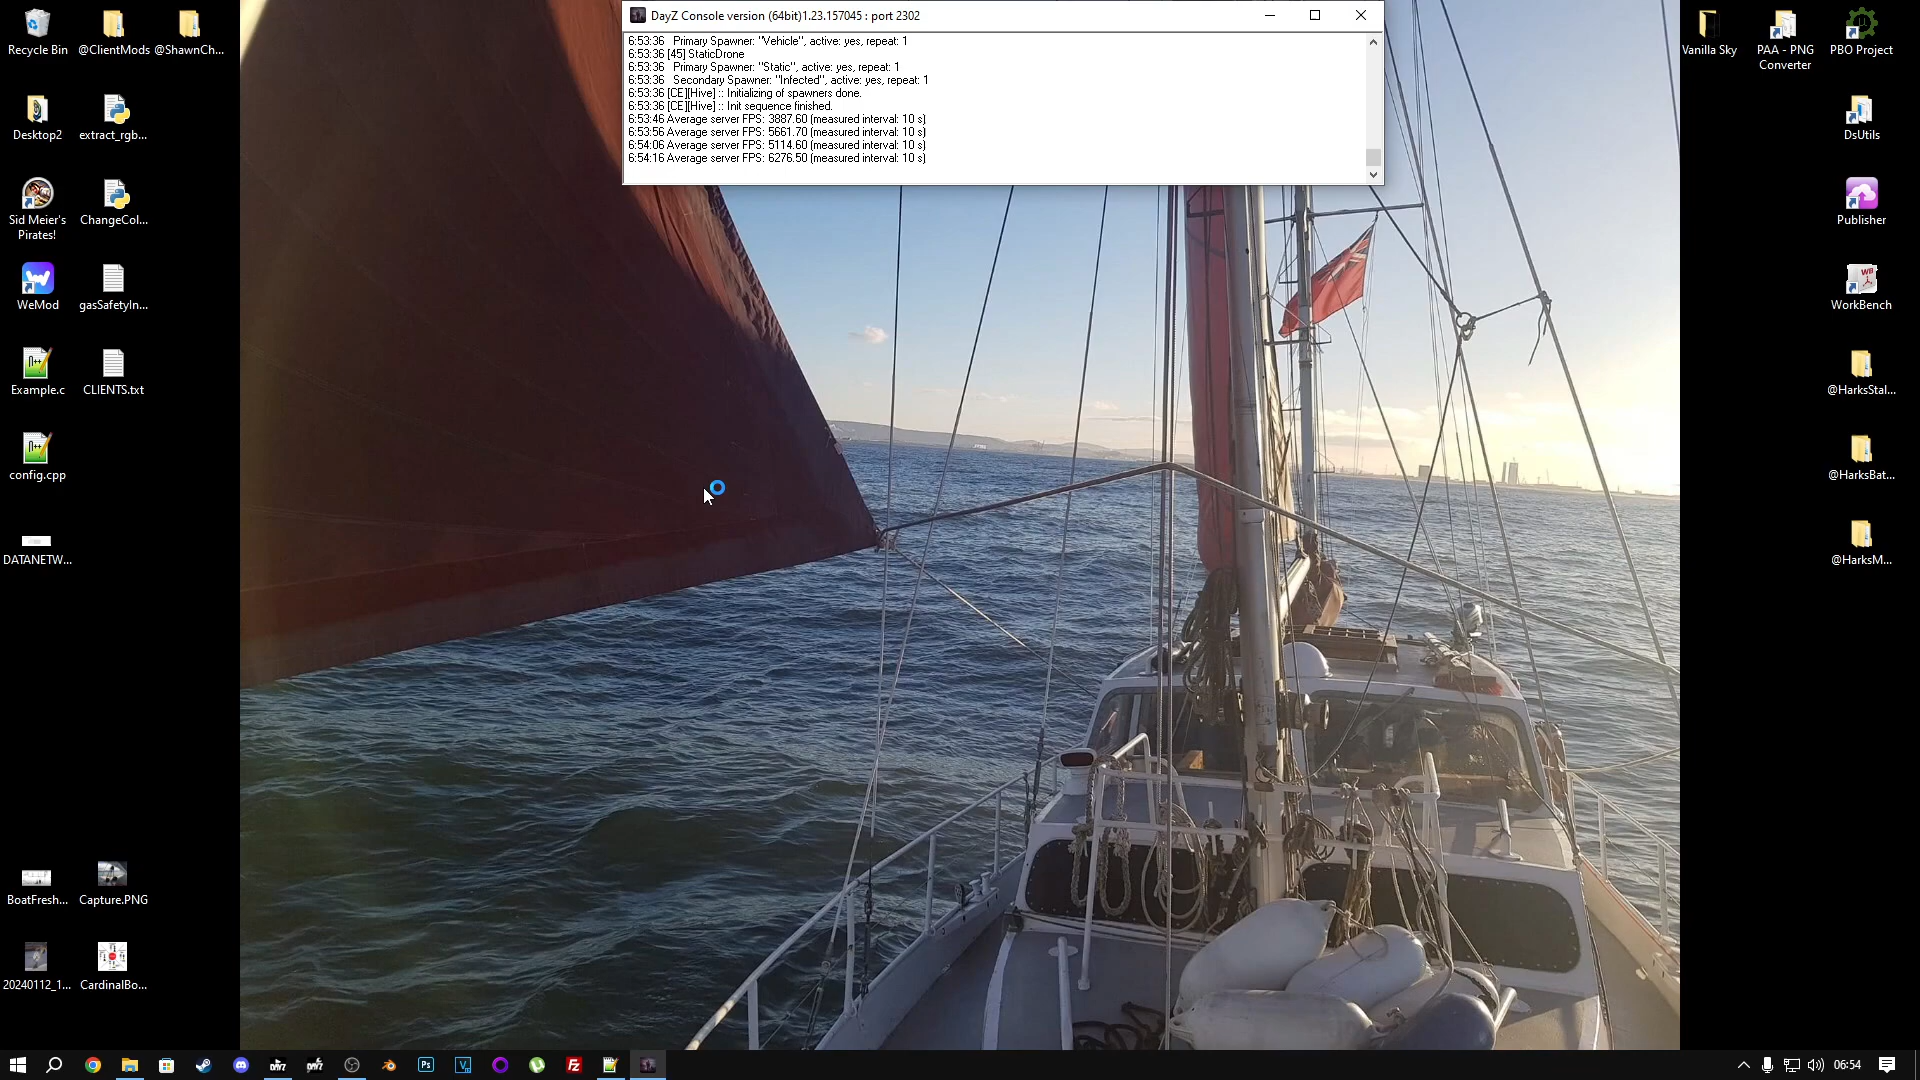 DayZ Console version (64bit)1.23.157045 : port 2302
6:53:36 Primary Spawner: "Vehicle", active: yes, repeat: 1
6:53:36 [45] StaticDrone
6:53:36 Primary Spawner: "Static", active: yes, repeat: 1
6:53:36 Secondary Spawner: "Infected", active: yes, repeat: 1
6:53:36 [CE][Hive] :: Initializing of spawners done.
6:53:36 [CE][Hive] :: Init sequence finished.
6:53:46 Average server FPS: 3887.60 (measured interval: 10 s)
6:53:56 Average server FPS: 5661.70 (measured interval: 10 s)
6:54:06 Average server FPS: 5114.60 (measured interval: 10 s)
6:54:16 Average server FPS: 6276.50 (measured interval: 10 s)
Recycle Bin
@ClientMods
@ShawnCh...
Desktop2
extract_rgb...
Sid Meier's
Pirates!
ChangeCol...
WeMod
gasSafetyIn...
Example.c
CLIENTS.txt
config.cpp
DATANETW...
BoatFresh...
Capture.PNG
20240112_1...
CardinalBo...
Vanilla Sky
PAA - PNG
Converter
PBO Project
DsUtils
Publisher
WB
WorkBench
@HarksStal...
@HarksBat...
@HarksM...
Ps
FZ
06:54